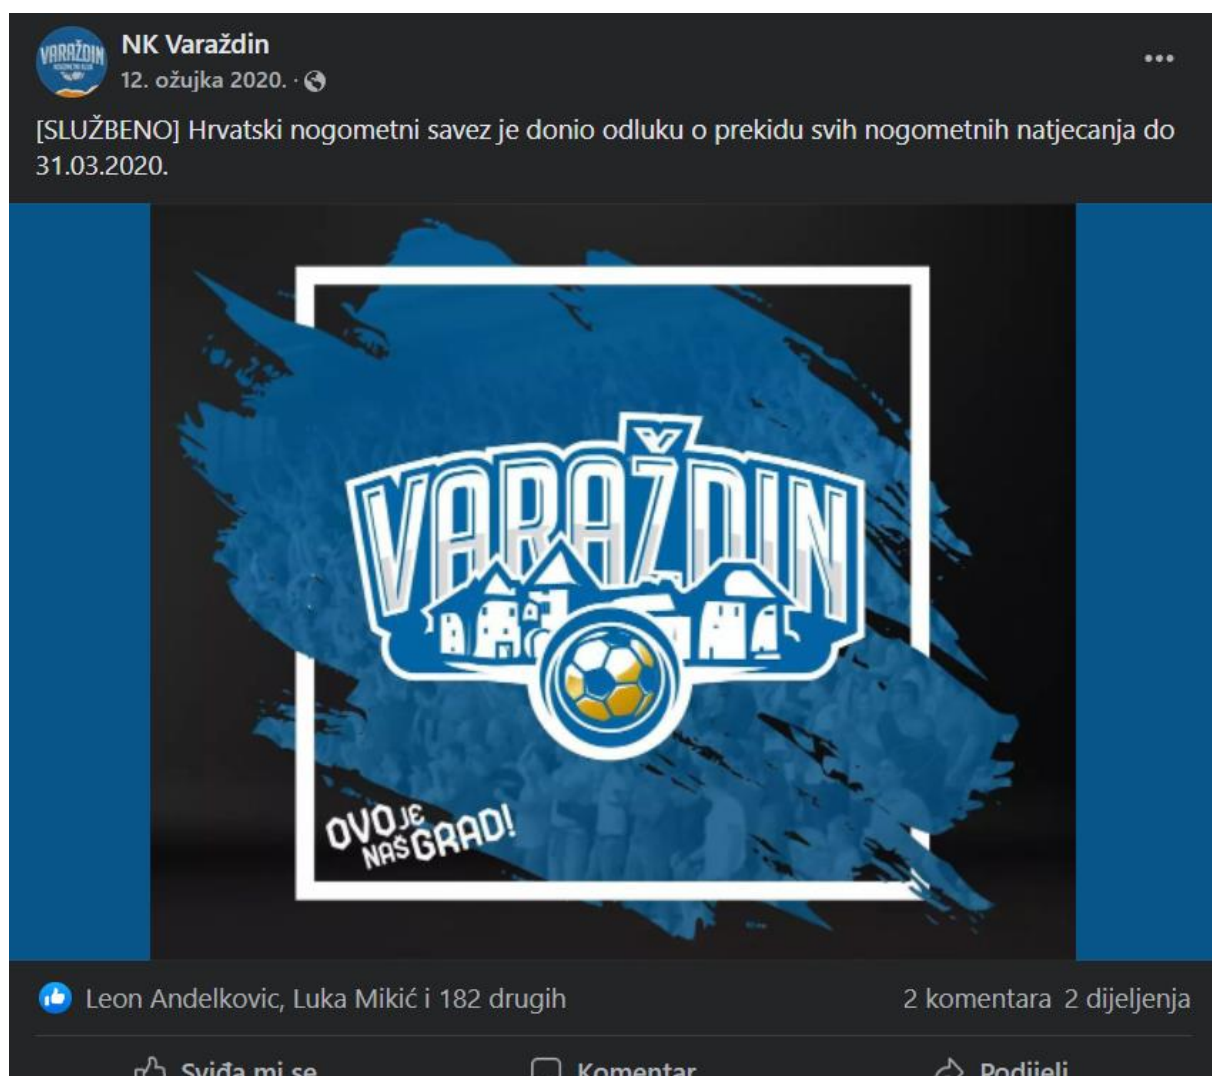 VARAŽDIN
NK Varaždin
12. ožujka 2020. ·
[SLUŽBENO] Hrvatski nogometni savez je donio odluku o prekidu svih nogometnih natjecanja do
31.03.2020.
VARAŽDIN
OVO JE
NAŠ GRAD!
Leon Andelkovic, Luka Mikić i 182 drugih
2 komentara 2 dijeljenja
Sviđa mi se
Komentar
Podijeli